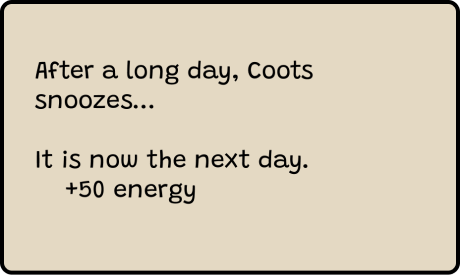 After a long day, Coots
snoozes...
It is now the next day.
+50 energy